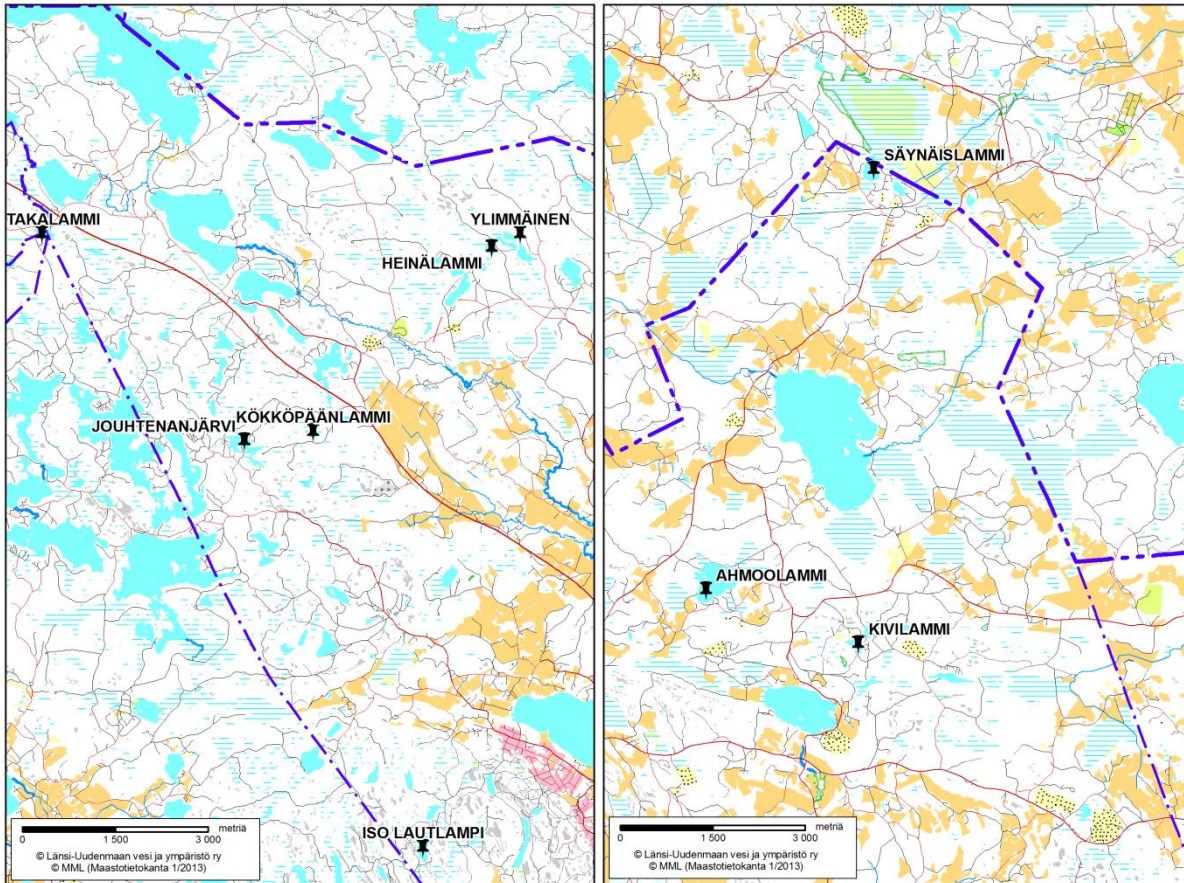 TAKALAMMI
YLIMMÄINEN
HEINÄLAMMI
KÖKKÖPÄÄNLAMMI
JOUHTENANJÄRVI
ISO LAUTLAMPI
metriä
0 1 500 3 000
© Länsi-Uudenmaan vesi ja ympäristö ry
© MML (Maastotietokanta 1/2013)
SÄYNÄISLAMMI
AHMOOLAMMI
KIVILAMMI
metriä
0 1 500 3 000
© Länsi-Uudenmaan vesi ja ympäristö ry
© MML (Maastotietokanta 1/2013)